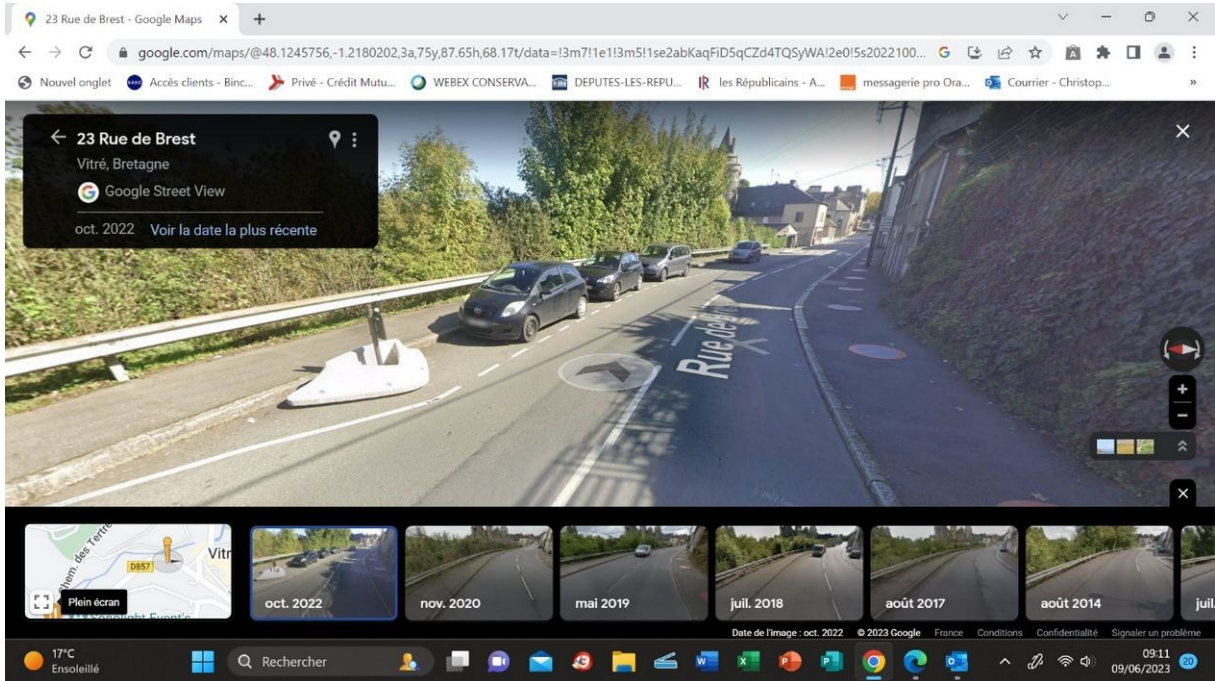 23 Rue de Brest - Google Maps
google.com/maps/@48.1245756,-1.2180202,3a,75y,87.65h,68.17t/data=!3m7!1e1!3m5!1se2abKaqFiD5qCZd4TQSyWA!2e0!5s2022100...
Nouvel onglet Accès clients - Binc... Privé - Crédit Mutu... WEBEX CONSERVA... DEPUTES-LES-REPU... les Républicains - A... messagerie pro Ora... Courrier - Christop... »
23 Rue de Brest
Vitré, Bretagne
Google Street View
oct. 2022 Voir la date la plus récente
Rue de
Chem. des Tertre
D857
Vitr
Plein écran
oct. 2022 nov. 2020 mai 2019 juil. 2018 août 2017 août 2014 juil.
Date de l'image : oct. 2022 © 2023 Google France Conditions Confidentialité Signaler un problème
17°C
Ensoleillé
Rechercher
09:11
09/06/2023
20